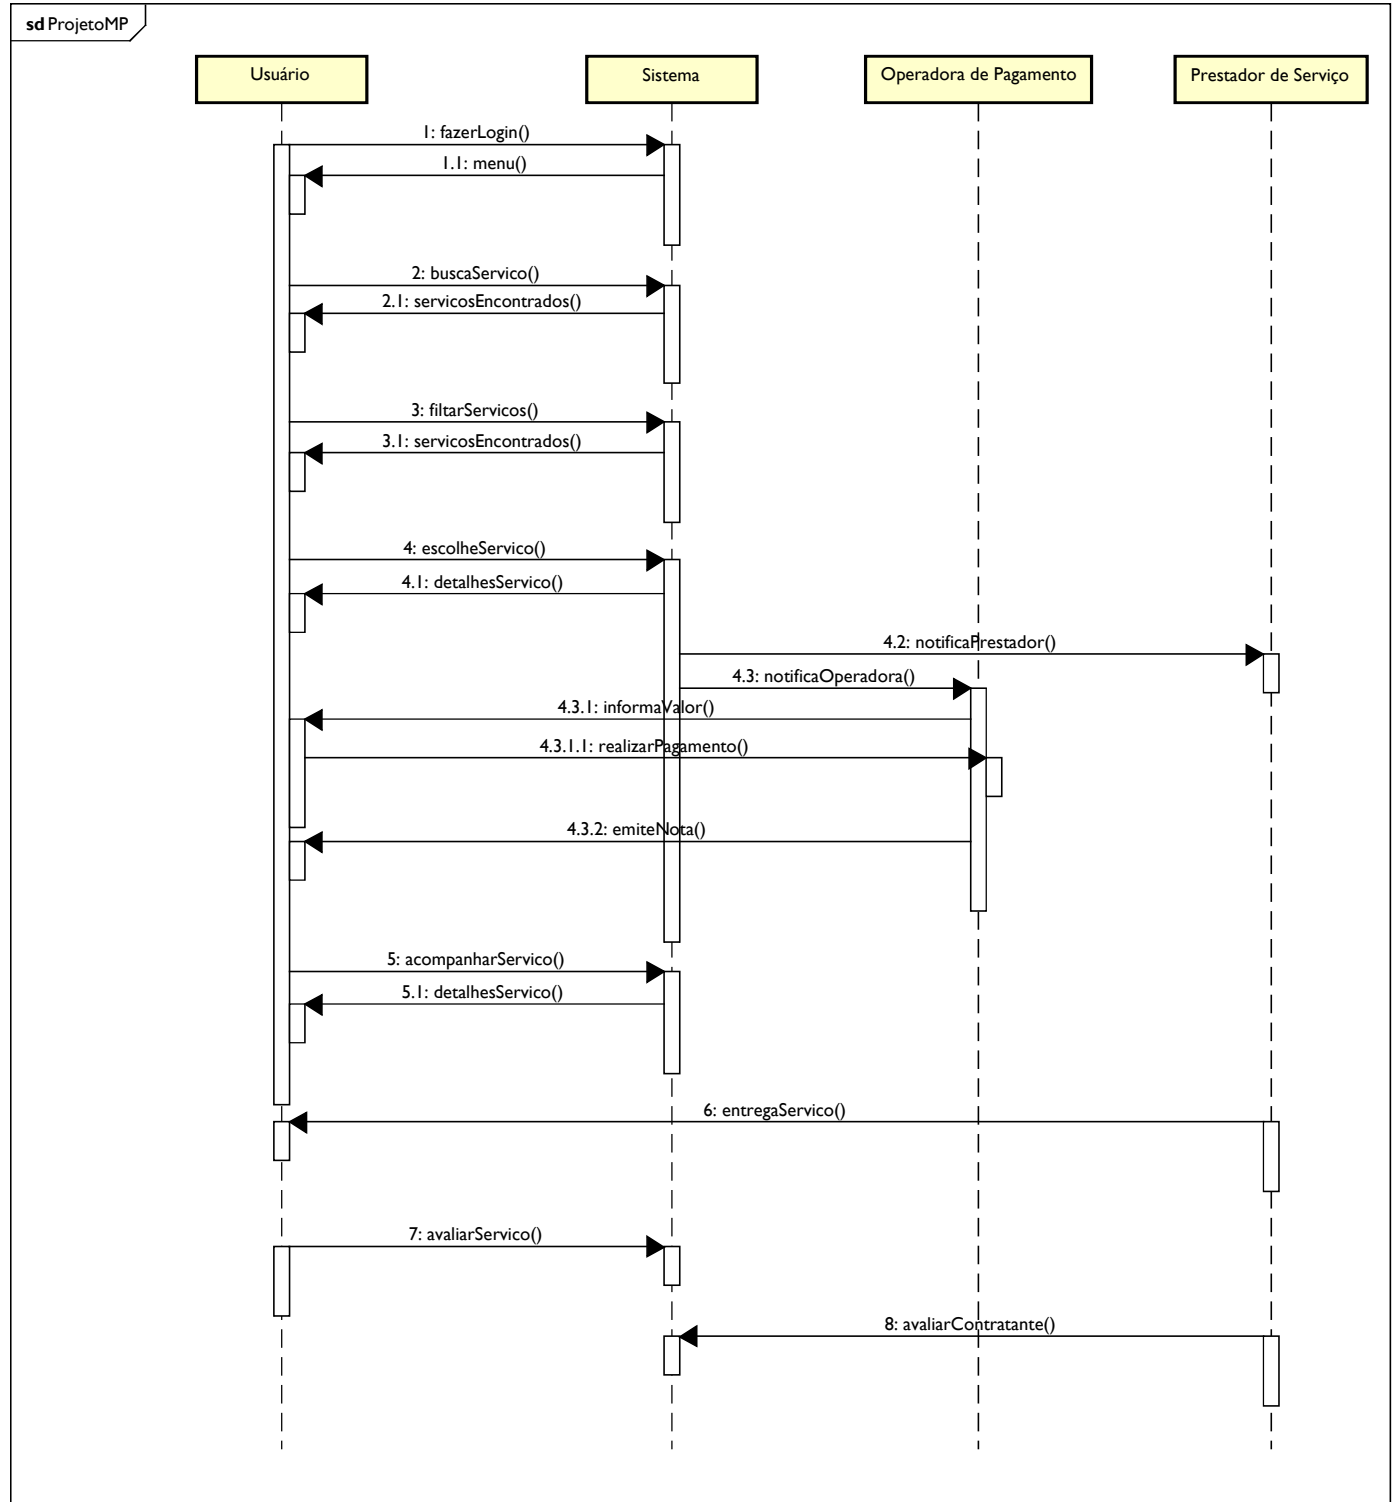 sd ProjetoMP
Usuário
Sistema
Operadora de Pagamento
Prestador de Serviço
1: fazerLogin()
1.1: menu()
2: buscaServico()
2.1: servicosEncontrados()
3: filtarServicos()
3.1: servicosEncontrados()
4: escolheServico()
4.1: detalhesServico()
4.2: notificaPrestador()
4.3: notificaOperadora()
4.3.1: informaValor()
4.3.1.1: realizarPagamento()
4.3.2: emiteNota()
5: acompanharServico()
5.1: detalhesServico()
6: entregaServico()
7: avaliarServico()
8: avaliarContratante()